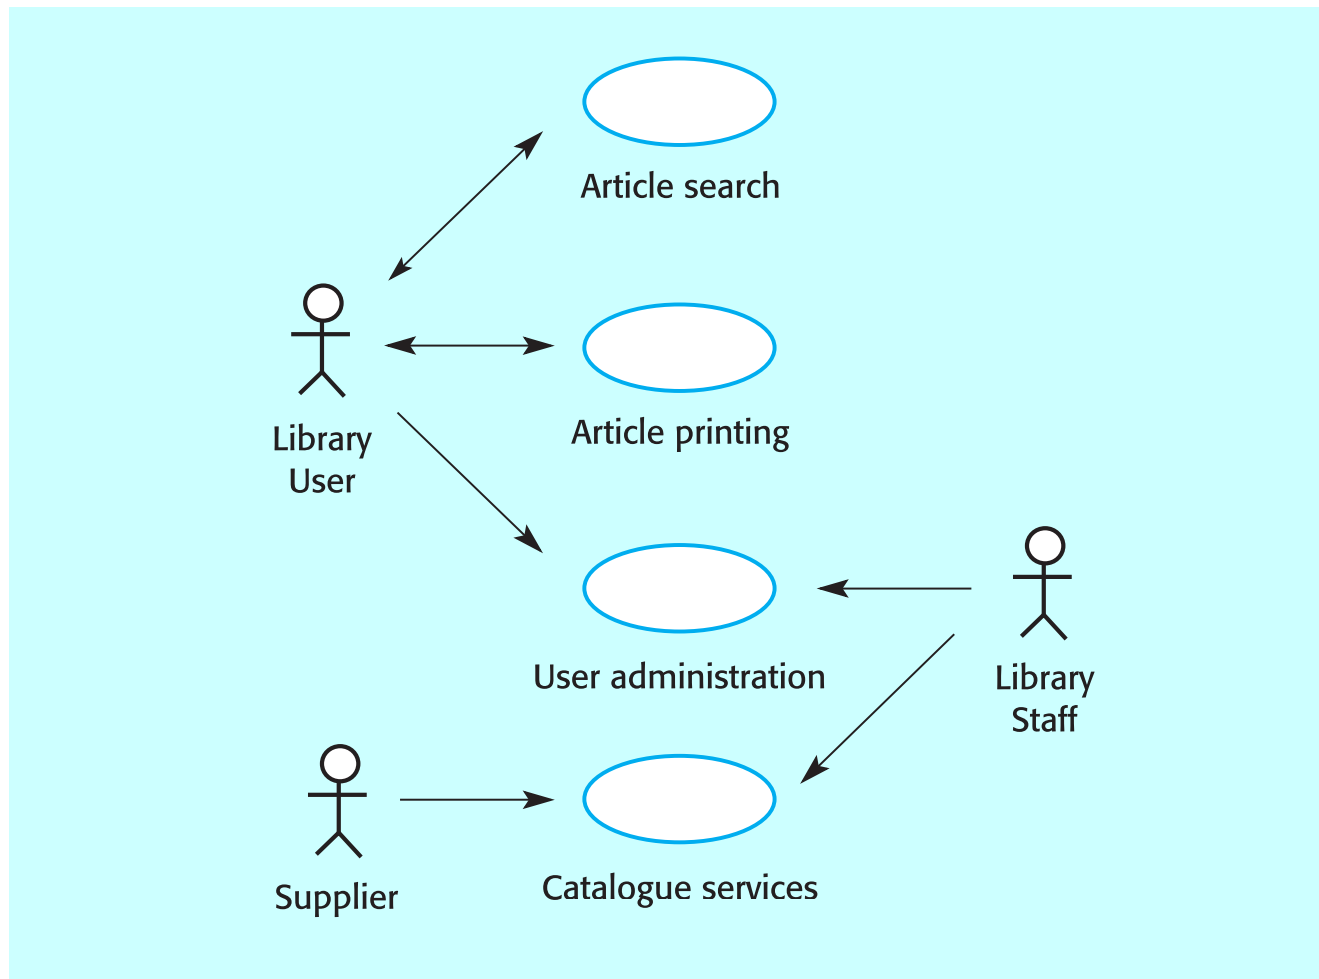 Article search
Article printing
Library
User
User administration
Library
Staff
Supplier
Catalogue services